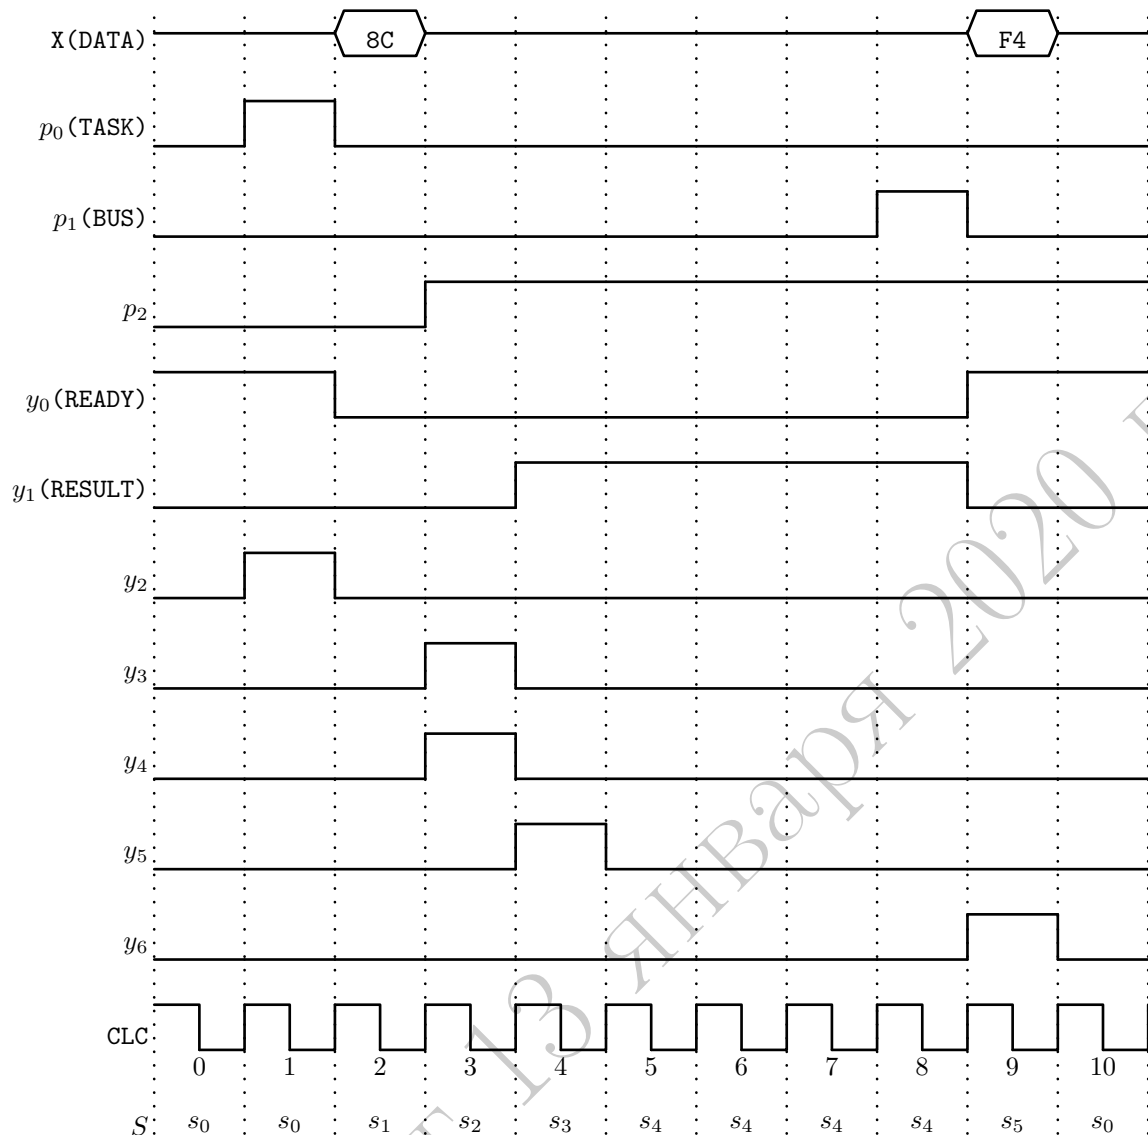 X(DATA) 8C F4
p₀(TASK)
p₁(BUS)
p₂
y₀(READY)
y₁(RESULT)
y₂
y₃
y₄
y₅
y₆
CLC
0 1 2 3 4 5 6 7 8 9 10
S s₀ s₀ s₁ s₂ s₃ s₄ s₄ s₄ s₄ s₅ s₀
13 января 2020